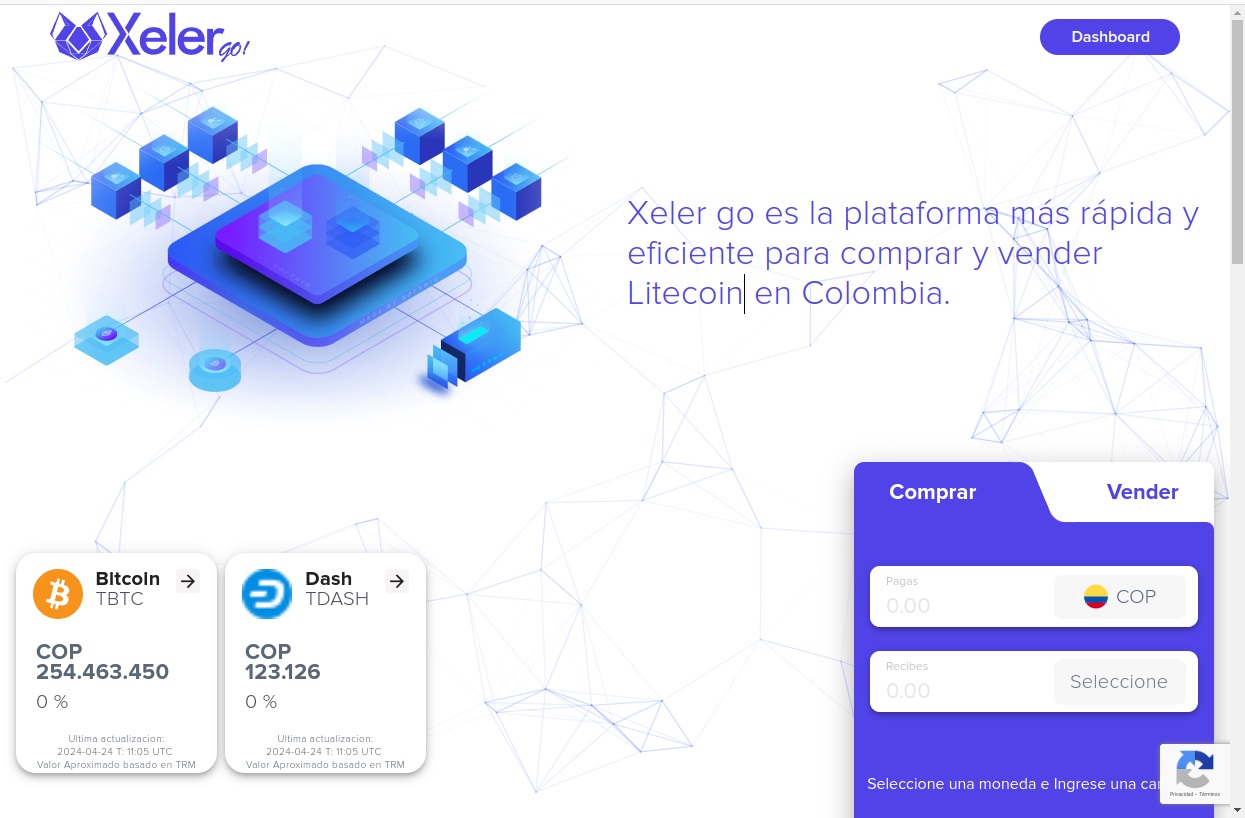 Xeler go!
Dashboard
Xeler go es la plataforma más rápida y
eficiente para comprar y vender
Litecoin en Colombia.
Comprar
Vender
Bitcoin
TBTC
COP
254.463.450
0 %
Ultima actualizacion:
2024-04-24 T: 11:05 UTC
Valor Aproximado basado en TRM
Dash
TDASH
COP
123.126
0 %
Ultima actualizacion:
2024-04-24 T: 11:05 UTC
Valor Aproximado basado en TRM
Pagas
0.00
COP
Recibes
0.00
Seleccione
Seleccione una moneda e Ingrese una
Privacidad - Términos